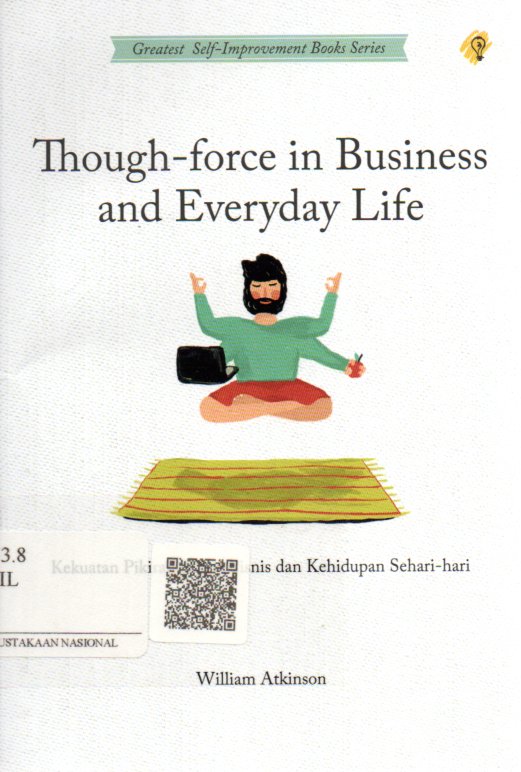 Greatest Self-Improvement Books Series
Though-force in Business
and Everyday Life
3.8
IL
Kekuatan Piki nis dan Kehidupan Sehari-hari
USTAKAAN NASIONAL
William Atkinson